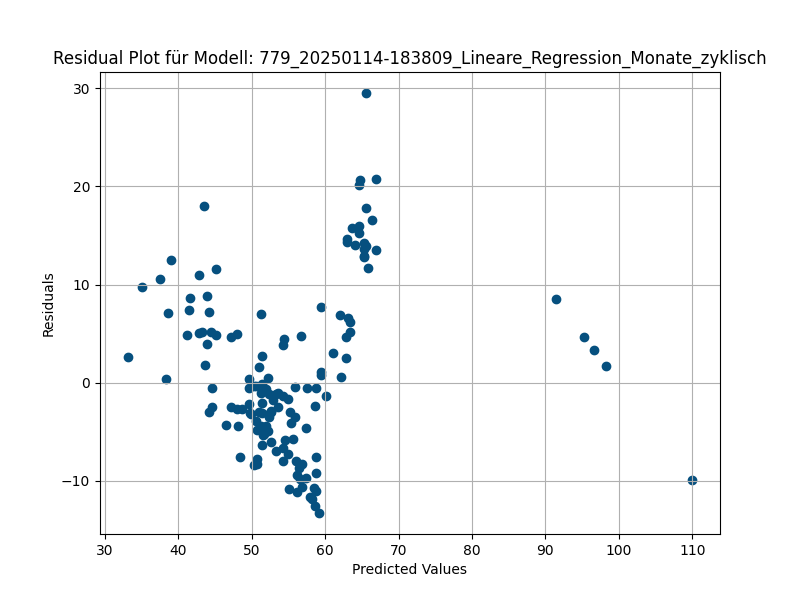 Residual Plot für Modell: 779_20250114-183809_Lineare_Regression_Monate_zyklisch
30
20
10
0
−10
Residuals
30 40 50 60 70 80 90 100 110
Predicted Values